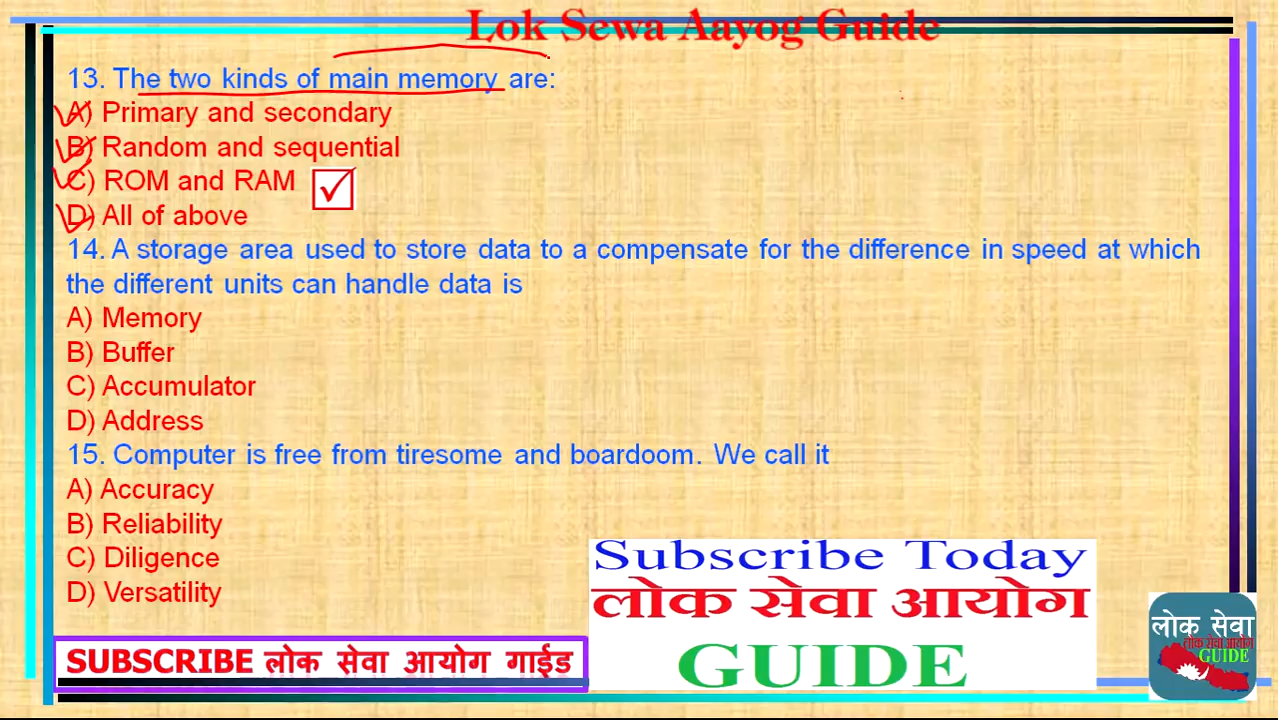 Lok Sewa Aayog Guide
13. The two kinds of main memory are:
A) Primary and secondary
B) Random and sequential
C) ROM and RAM
D) All of above
14. A storage area used to store data to a compensate for the difference in speed at which
the different units can handle data is
A) Memory
B) Buffer
C) Accumulator
D) Address
15. Computer is free from tiresome and boardoom. We call it
A) Accuracy
B) Reliability
C) Diligence
D) Versatility
Subscribe Today
लोक सेवा आयोग
GUIDE
SUBSCRIBE लोक सेवा आयोग गाईड
लोक सेवा
लोक सेवा आयोग
GUIDE